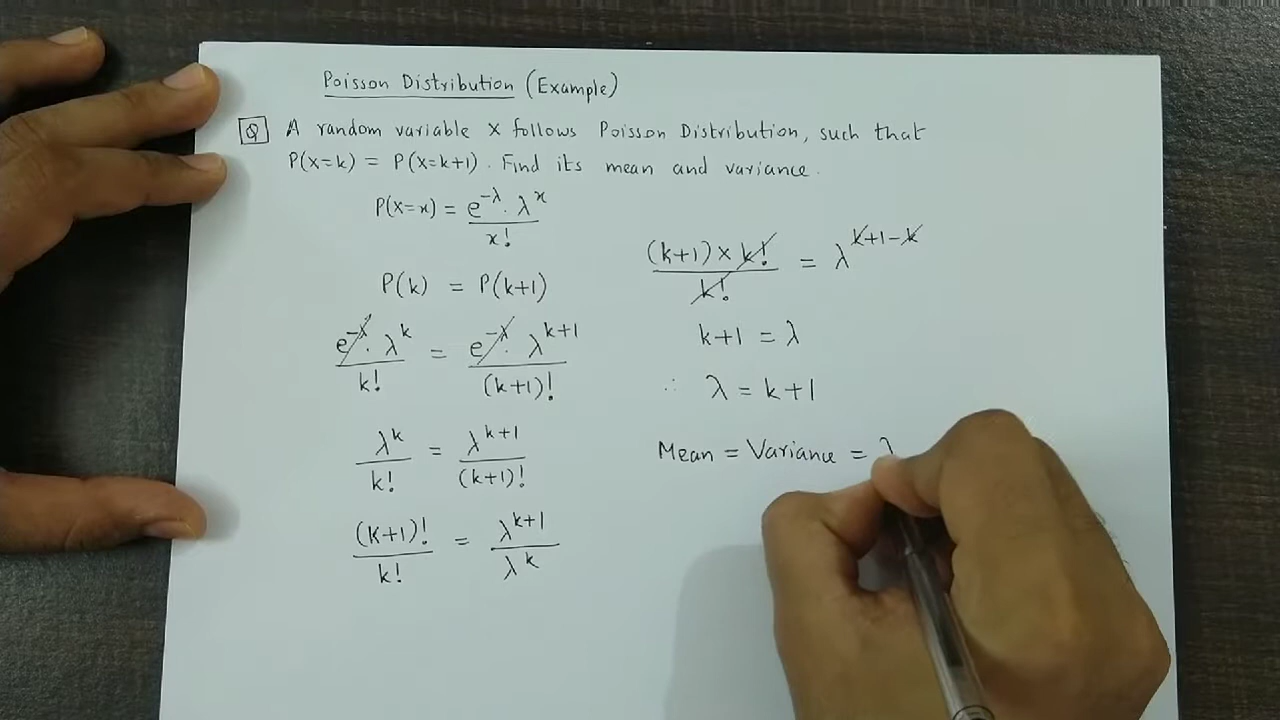 Poisson Distribution (Example)
Q A random variable X follows Poisson Distribution, such that
P(X=k) = P(X=k+1). Find its mean and variance.
P(X=x) = e^-λ . λ^x / x!
P(k) = P(k+1)
e^-λ . λ^k / k! = e^-λ . λ^k+1 / (k+1)!
λ^k / k! = λ^k+1 / (k+1)!
(k+1)! / k! = λ^k+1 / λ^k
(k+1) × k! / k! = λ^k+1-k
k+1 = λ
∴ λ = k+1
Mean = Variance = λ